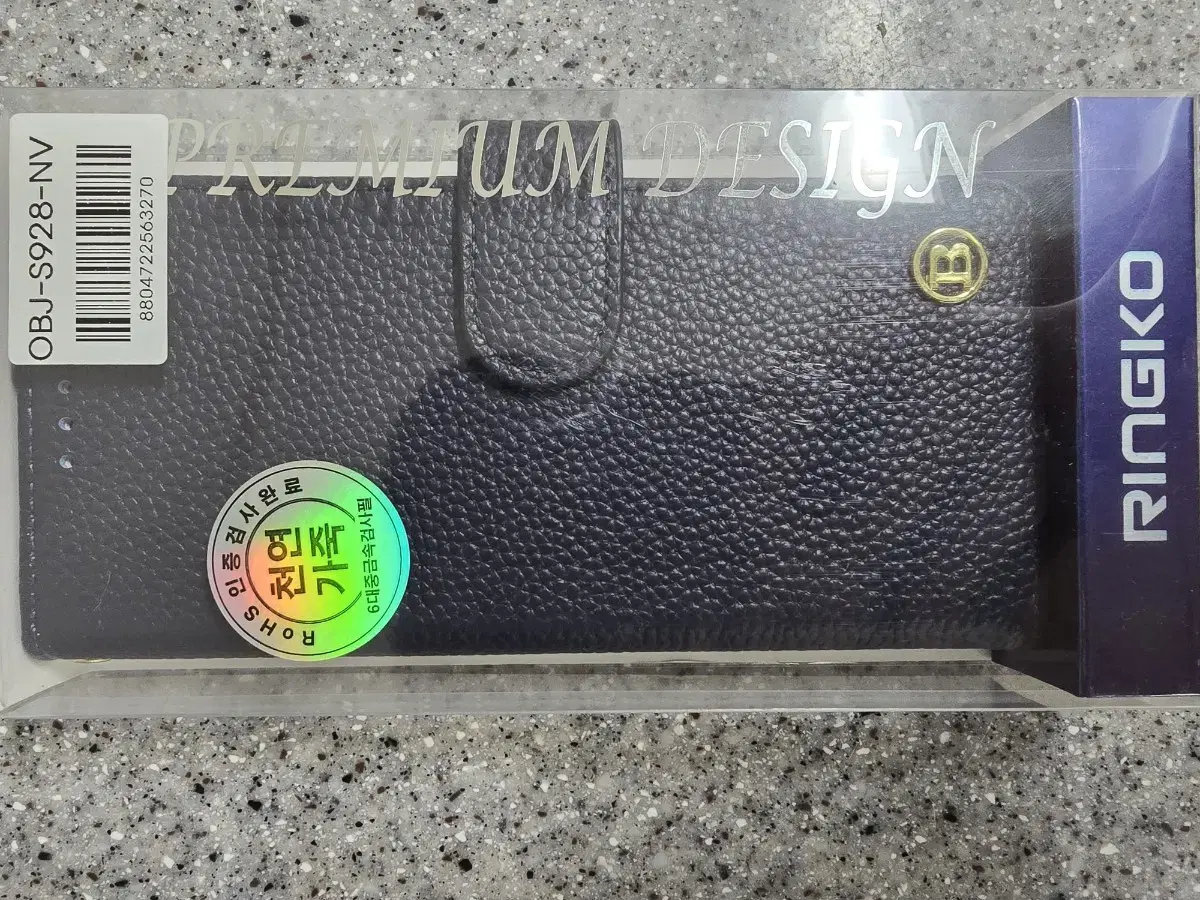 PREMIUM DESIGN
OBJ-S928-NV
8804722563270
B
RINGKO
RoHS 인증검사완료
천연
가죽
6대중금속검사필